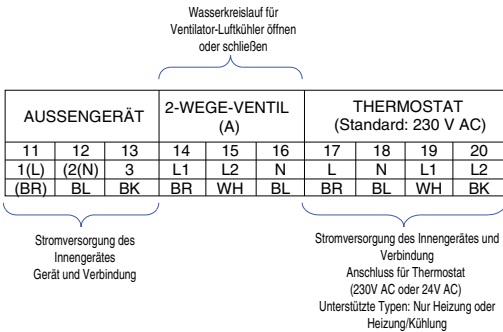 Wasserkreislauf für
Ventilator-Luftkühler öffnen
oder schließen
AUSSENGERÄT 2-WEGE-VENTIL (A) THERMOSTAT (Standard: 230 V AC)
11 12 13 14 15 16 17 18 19 20
1(L) (2(N) 3 L1 L2 N L N L1 L2
(BR) BL BK BR WH BL BR BL WH BK
Stromversorgung des
Innengerätes
Gerät und Verbindung
Stromversorgung des Innengerätes und
Verbindung
Anschluss für Thermostat
(230V AC oder 24V AC)
Unterstützte Typen: Nur Heizung oder
Heizung/Kühlung